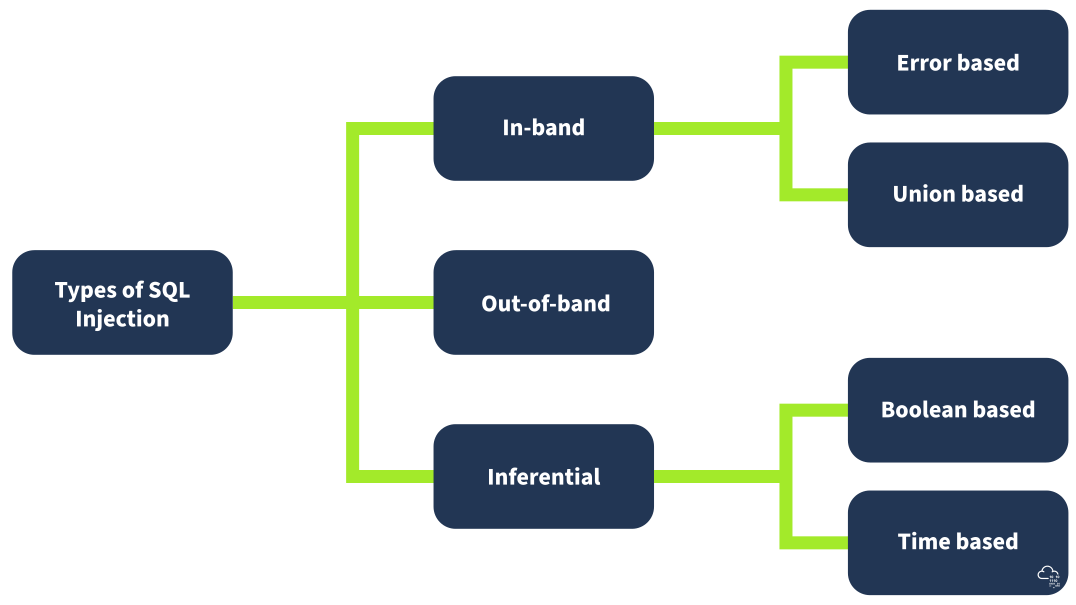 Types of SQL
Injection
In-band
Error based
Union based
Out-of-band
Inferential
Boolean based
Time based